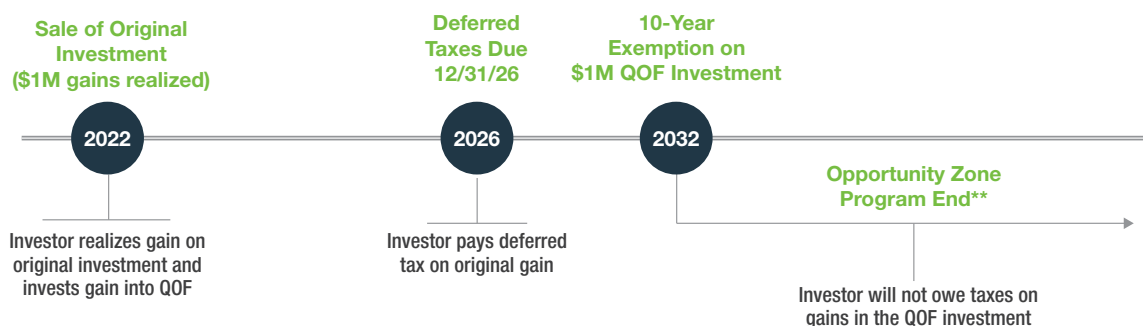 Sale of Original
Investment
($1M gains realized)
Deferred
Taxes Due
12/31/26
10-Year
Exemption on
$1M QOF Investment
2022
2026
2032
Opportunity Zone
Program End**
Investor realizes gain on
original investment and
invests gain into QOF
Investor pays deferred
tax on original gain
Investor will not owe taxes on
gains in the QOF investment